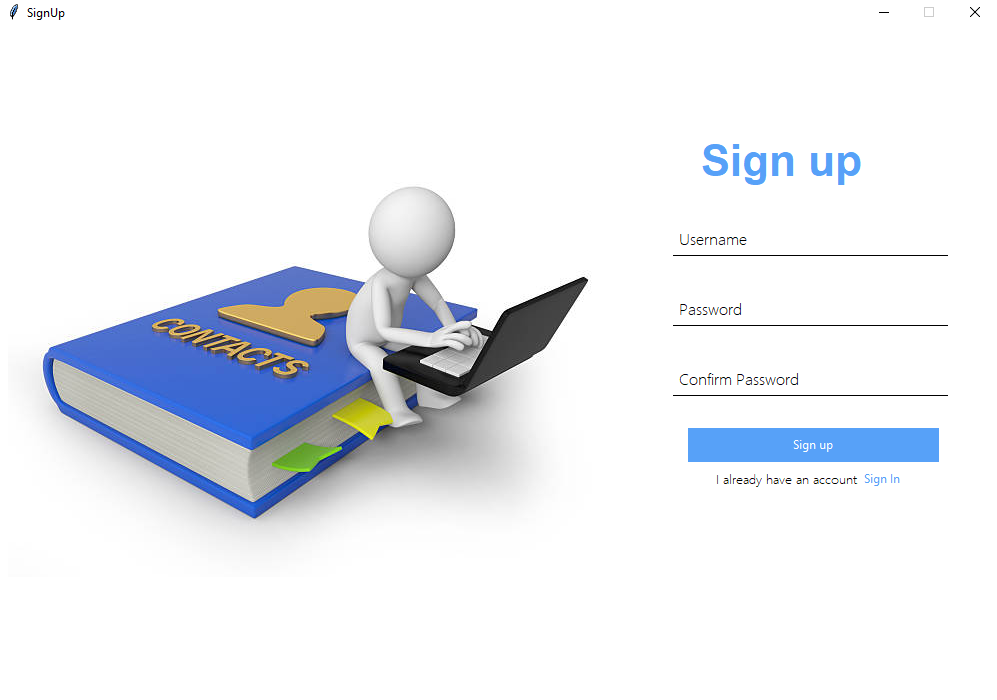 SignUp
Sign up
CONTACTS
Username
Password
Confirm Password
Sign up
I already have an account Sign In